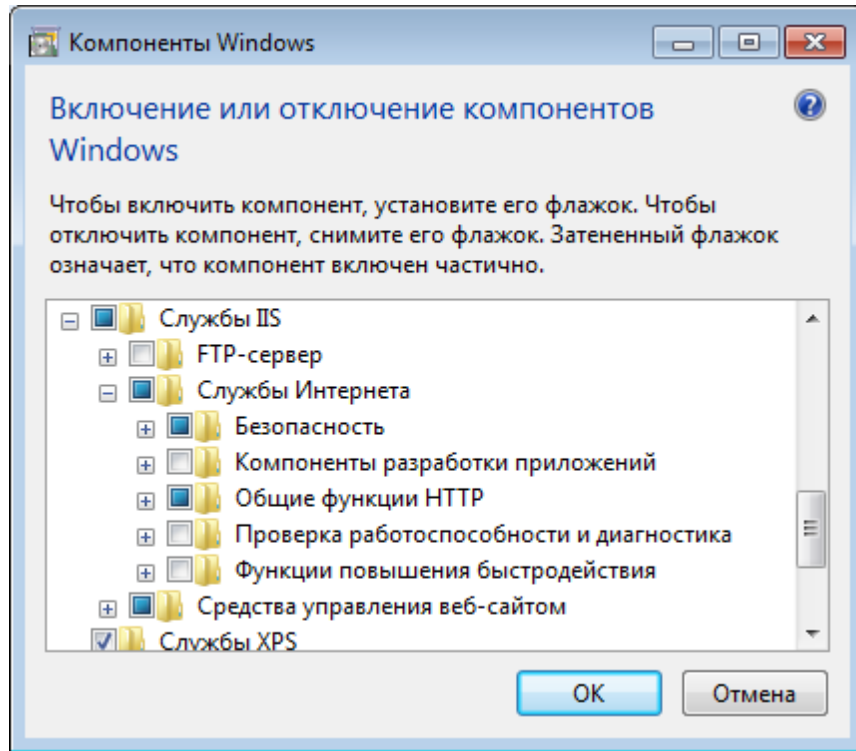 Компоненты Windows
Включение или отключение компонентов
Windows
Чтобы включить компонент, установите его флажок. Чтобы
отключить компонент, снимите его флажок. Затененный флажок
означает, что компонент включен частично.
Службы IIS
FTP-сервер
Службы Интернета
Безопасность
Компоненты разработки приложений
Общие функции HTTP
Проверка работоспособности и диагностика
Функции повышения быстродействия
Средства управления веб-сайтом
Службы XPS
ОК
Отмена